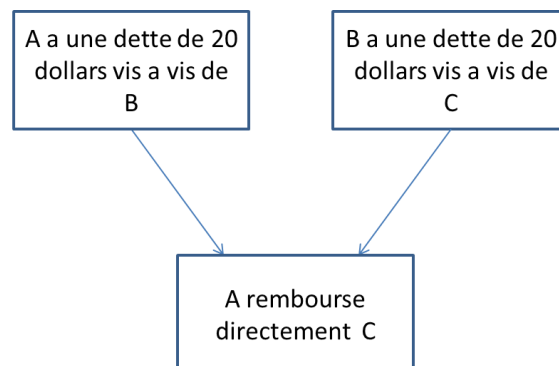 A a une dette de 20
dollars vis a vis de
B
B a une dette de 20
dollars vis a vis de
C
A rembourse
directement C